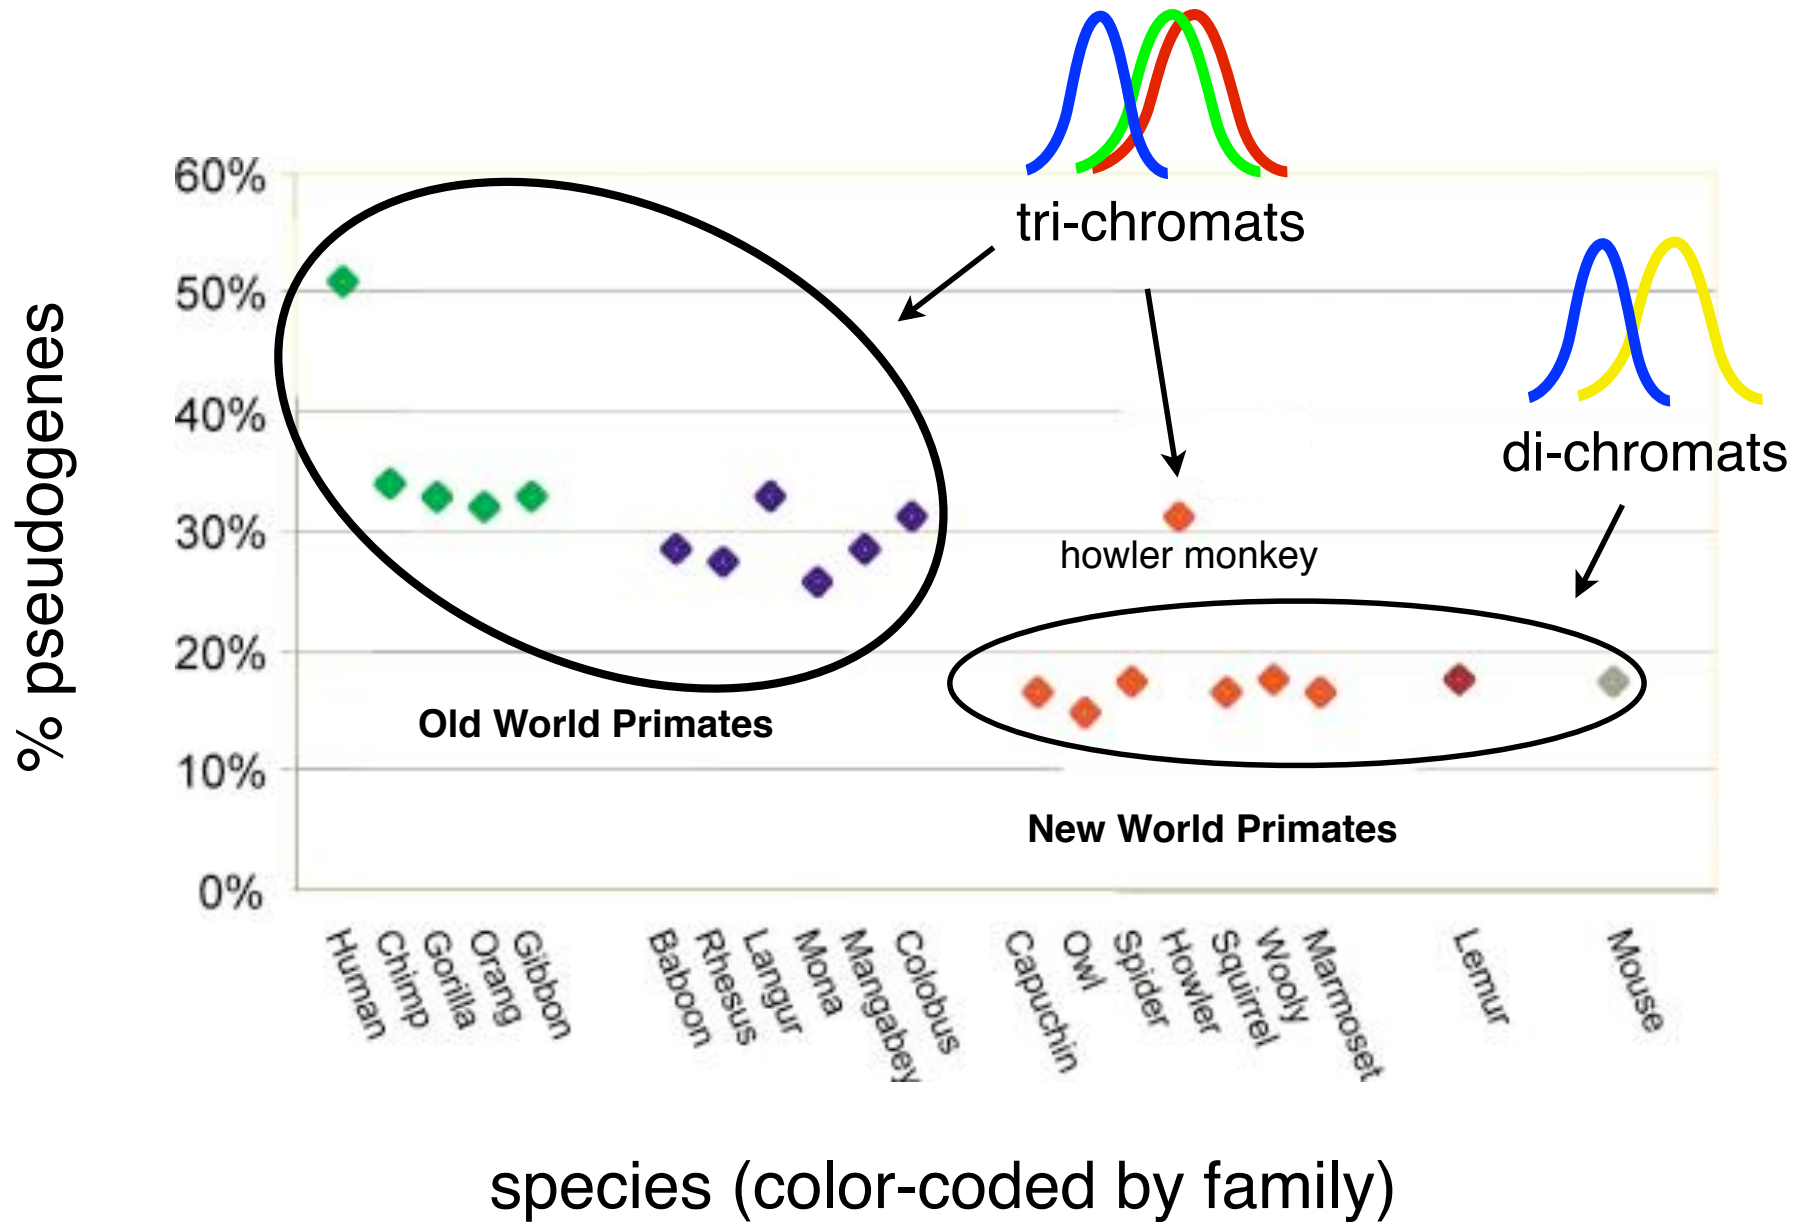 tri-chromats
di-chromats
% pseudogenes
60%
50%
40%
30%
20%
10%
0%
howler monkey
Old World Primates
New World Primates
Human
Chimp
Gorilla
Orang
Gibbon
Baboon
Rhesus
Langur
Mona
Mangabey
Colobus
Capuchin
Owl
Spider
Howler
Squirrel
Wooly
Marmoset
Lemur
Mouse
species (color-coded by family)